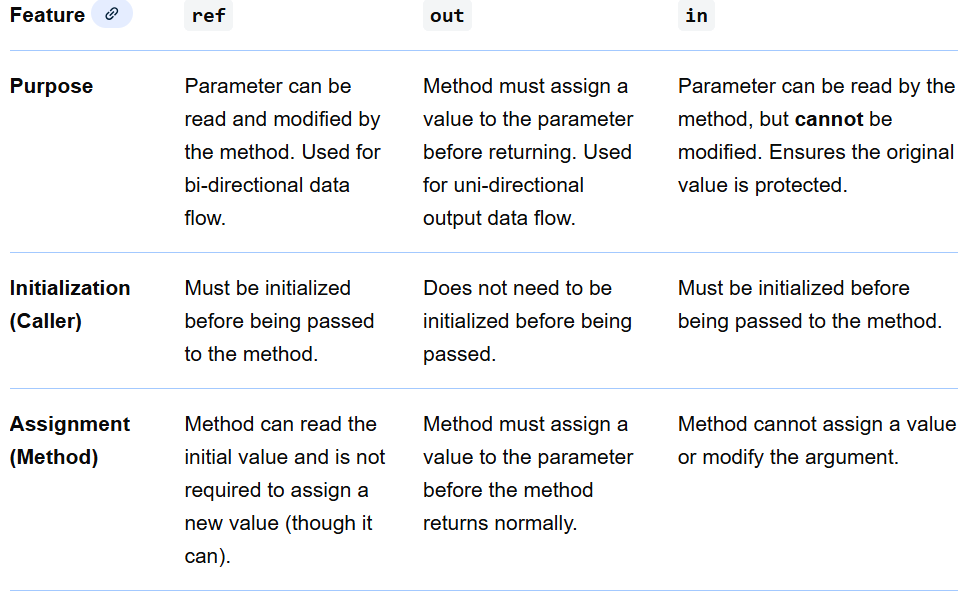 Feature ref out in
Purpose
Parameter can be
read and modified by
the method. Used for
bi-directional data
flow.
Method must assign a
value to the parameter
before returning. Used
for uni-directional
output data flow.
Parameter can be read by the
method, but cannot be
modified. Ensures the original
value is protected.
Initialization
(Caller)
Must be initialized
before being passed
to the method.
Does not need to be
initialized before being
passed.
Must be initialized before
being passed to the method.
Assignment
(Method)
Method can read the
initial value and is not
required to assign a
new value (though it
can).
Method must assign a
value to the parameter
before the method
returns normally.
Method cannot assign a value
or modify the argument.